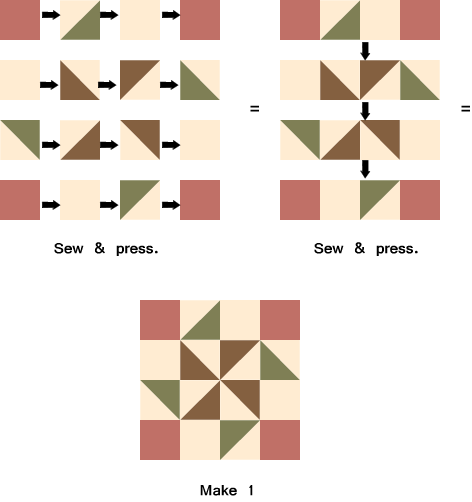 = =
Sew & press. Sew & press.
Make 1